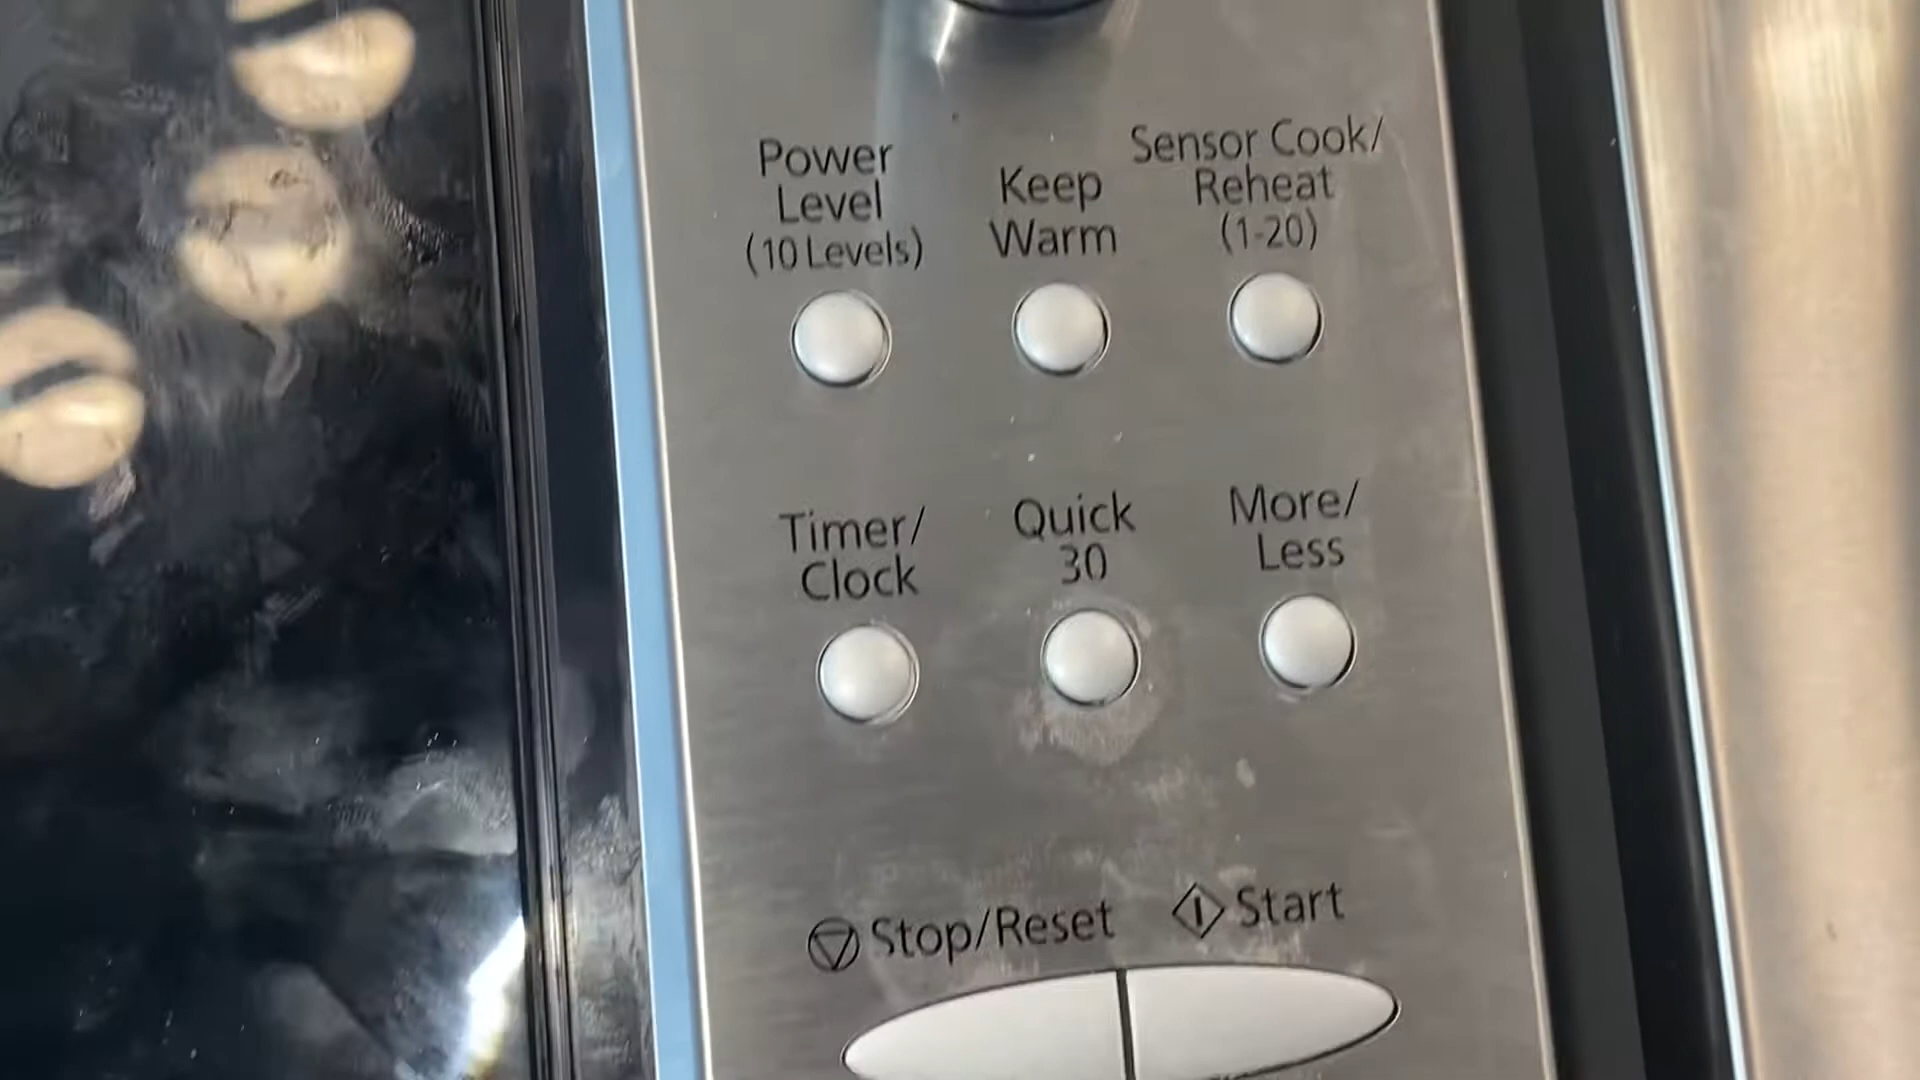 Power
Level
(10 Levels)
Keep
Warm
Sensor Cook/
Reheat
(1-20)
Timer/
Clock
Quick
30
More/
Less
Stop/Reset
Start